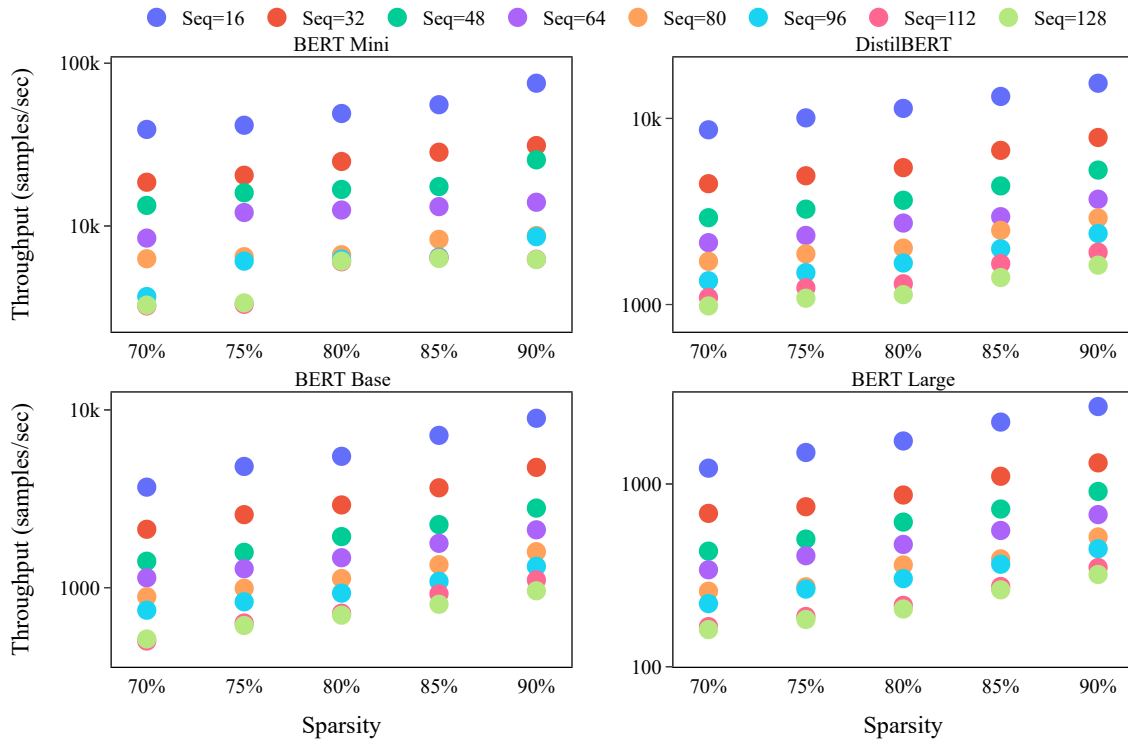 Seq=16 Seq=32 Seq=48 Seq=64 Seq=80 Seq=96 Seq=112 Seq=128
BERT Mini
DistilBERT
Throughput (samples/sec)
100k
10k
70% 75% 80% 85% 90%
10k
1000
70% 75% 80% 85% 90%
BERT Base
BERT Large
Throughput (samples/sec)
10k
1000
70% 75% 80% 85% 90%
Sparsity
1000
100
70% 75% 80% 85% 90%
Sparsity